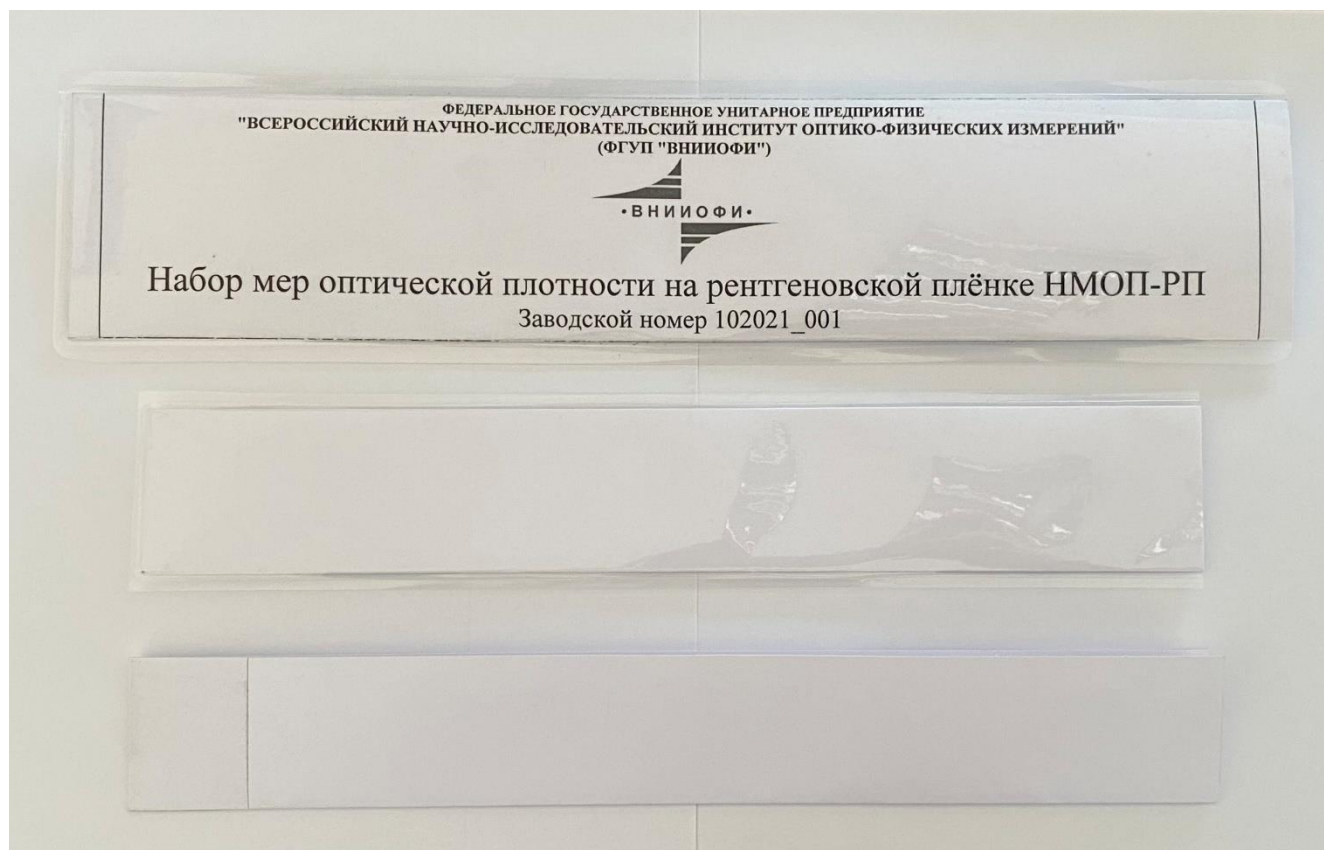 ФЕДЕРАЛЬНОЕ ГОСУДАРСТВЕННОЕ УНИТАРНОЕ ПРЕДПРИЯТИЕ
"ВСЕРОССИЙСКИЙ НАУЧНО-ИССЛЕДОВАТЕЛЬСКИЙ ИНСТИТУТ ОПТИКО-ФИЗИЧЕСКИХ ИЗМЕРЕНИЙ"
(ФГУП "ВНИИОФИ")
·ВНИИОФИ·
Набор мер оптической плотности на рентгеновской плёнке НМОП-РП
Заводской номер 102021_001